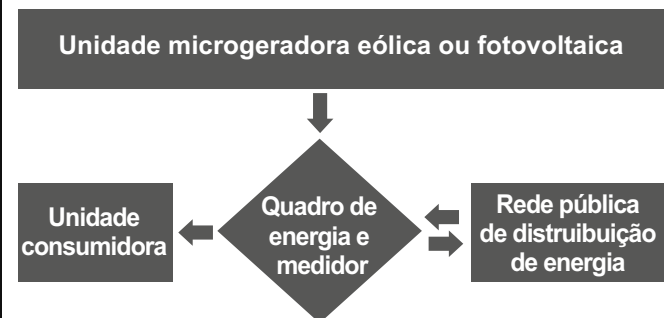 Unidade microgeradora eólica ou fotovoltaica
Unidade
consumidora
Quadro de
energia e
medidor
Rede pública
de distruibuição
de energia